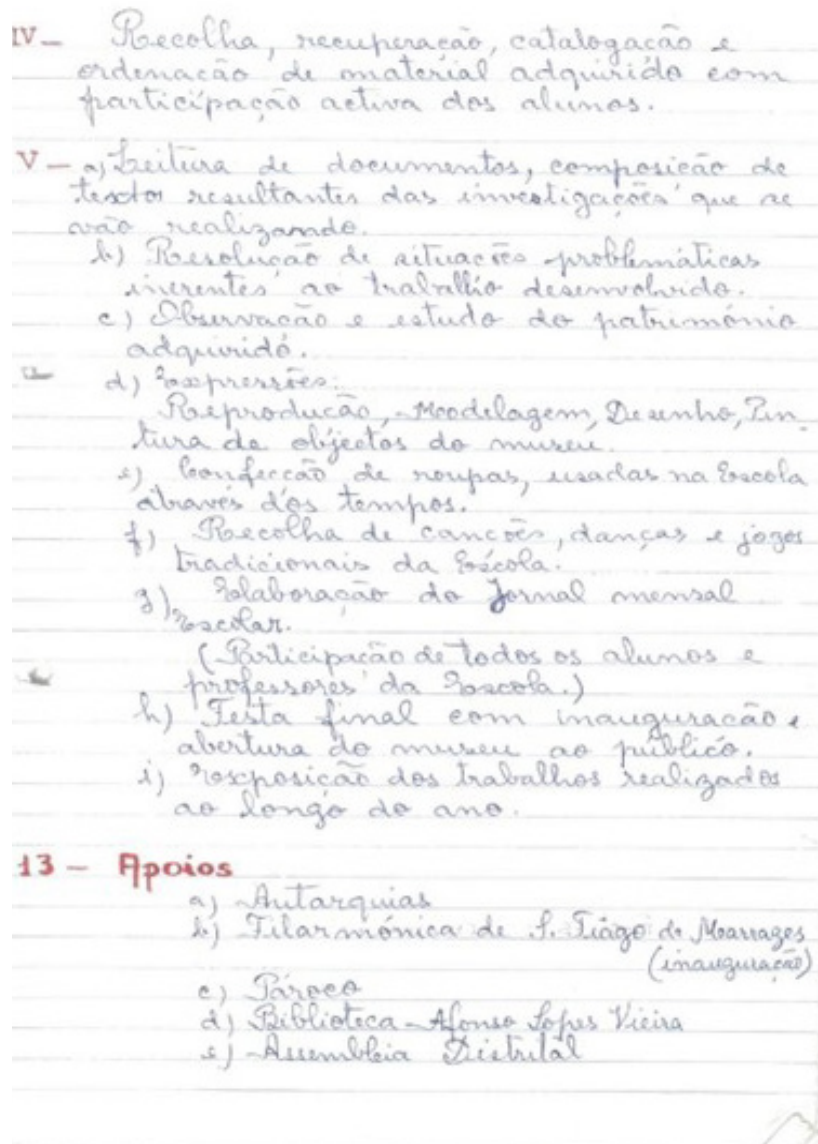 IV — Recolha, recuperação, catalogação e
ordenação de material adquirido com
participação activa dos alunos.
V — a) Leitura de documentos, composição de
textos resultantes das investigações que se
vão realizando.
b) Resolução de situações problemáticas
inerentes ao trabalho desenvolvido.
c) Observação e estudo do património
adquirido.
d) Expressões:
Reprodução, Modelagem, Desenho, Pin_
tura de objectos do museu.
e) Confecção de roupas, usadas na Escola
através dos tempos.
f) Recolha de canções, danças e jogos
tradicionais da Escola.
g) Elaboração do Jornal mensal
Escolar.
(Participação de todos os alunos e
professores da Escola.)
h) Festa final com inauguração e
abertura do museu ao público.
i) Exposição dos trabalhos realizados
ao longo do ano.
13 — Apoios
a) Autarquias
b) Filarmónica de S. Tiago de Marrazes
(inauguração)
c) Pároco
d) Biblioteca - Afonso Lopes Vieira
e) Assembleia Distrital